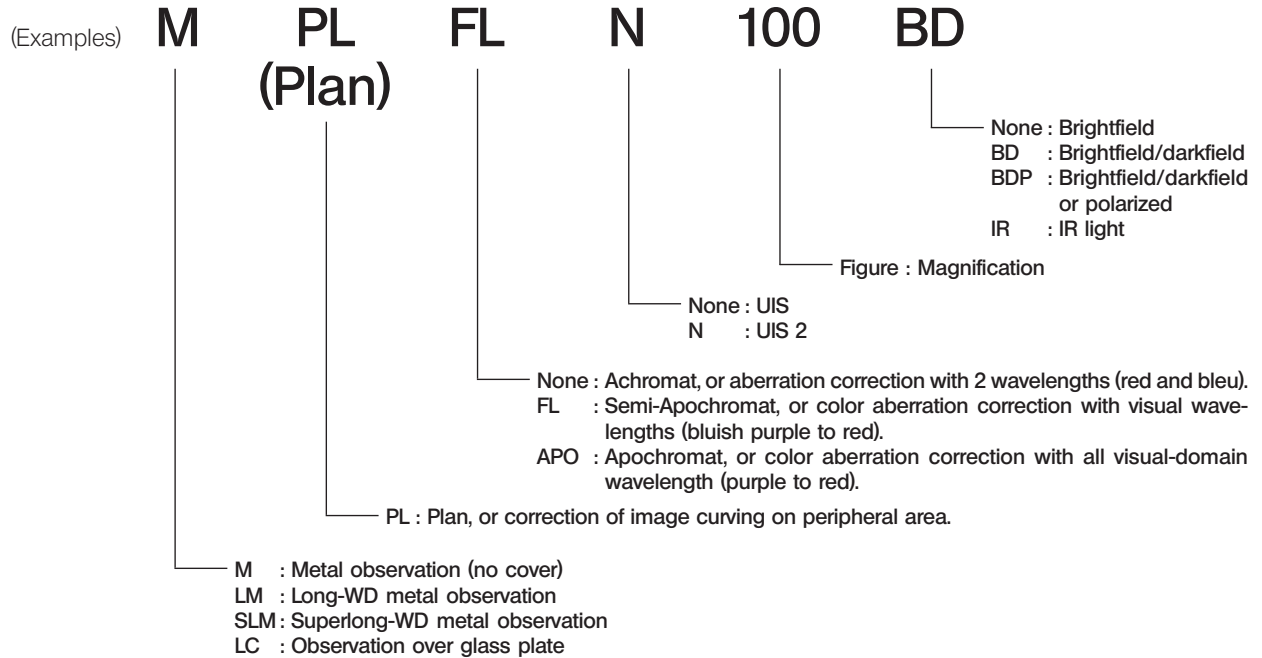 (Examples) M PL FL N 100 BD
(Plan)
None : Brightfield
BD : Brightfield/darkfield
BDP : Brightfield/darkfield
or polarized
IR : IR light
Figure : Magnification
None : UIS
N : UIS 2
None : Achromat, or aberration correction with 2 wavelengths (red and bleu).
FL : Semi-Apochromat, or color aberration correction with visual wave-
lengths (bluish purple to red).
APO : Apochromat, or color aberration correction with all visual-domain
wavelength (purple to red).
PL : Plan, or correction of image curving on peripheral area.
M : Metal observation (no cover)
LM : Long-WD metal observation
SLM : Superlong-WD metal observation
LC : Observation over glass plate